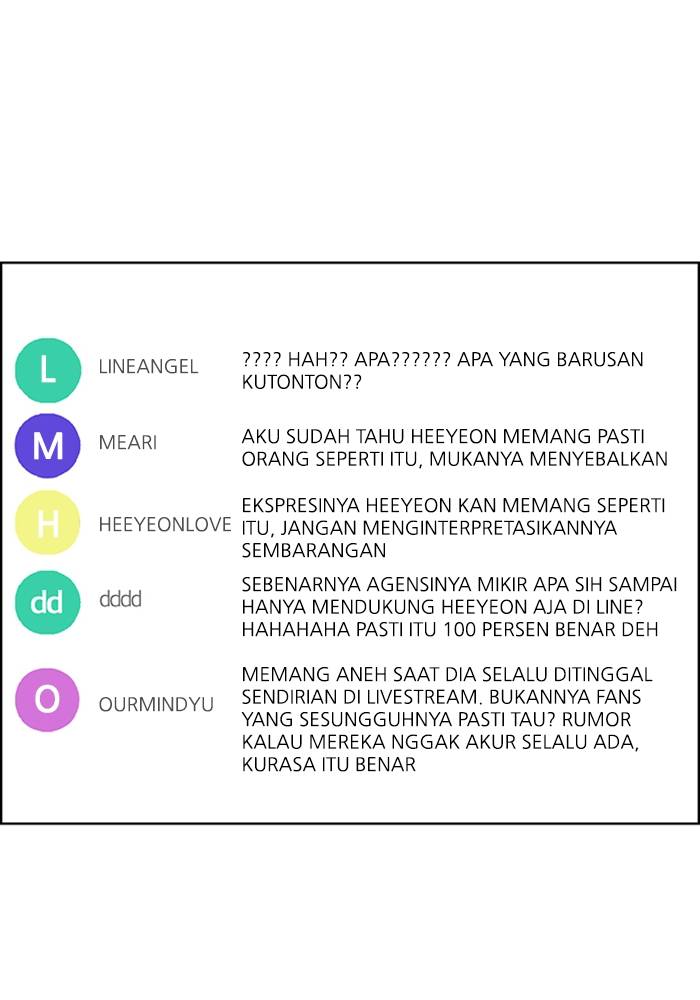 L
LINEANGEL
???? HAH?? APA?????? APA YANG BARUSAN
KUTONTON??
M
MEARI
AKU SUDAH TAHU HEEYEON MEMANG PASTI
ORANG SEPERTI ITU, MUKANYA MENYEBALKAN
H
HEEYEONLOVE
EKSPRESINYA HEEYEON KAN MEMANG SEPERTI
ITU, JANGAN MENGINTERPRETASIKANNYA
SEMBARANGAN
dd
dddd
SEBENARNYA AGENSINYA MIKIR APA SIH SAMPAI
HANYA MENDUKUNG HEEYEON AJA DI LINE?
HAHAHAHA PASTI ITU 100 PERSEN BENAR DEH
O
OURMINDYU
MEMANG ANEH SAAT DIA SELALU DITINGGAL
SENDIRIAN DI LIVESTREAM. BUKANNYA FANS
YANG SESUNGGUHNYA PASTI TAU? RUMOR
KALAU MEREKA NGGAK AKUR SELALU ADA,
KURASA ITU BENAR